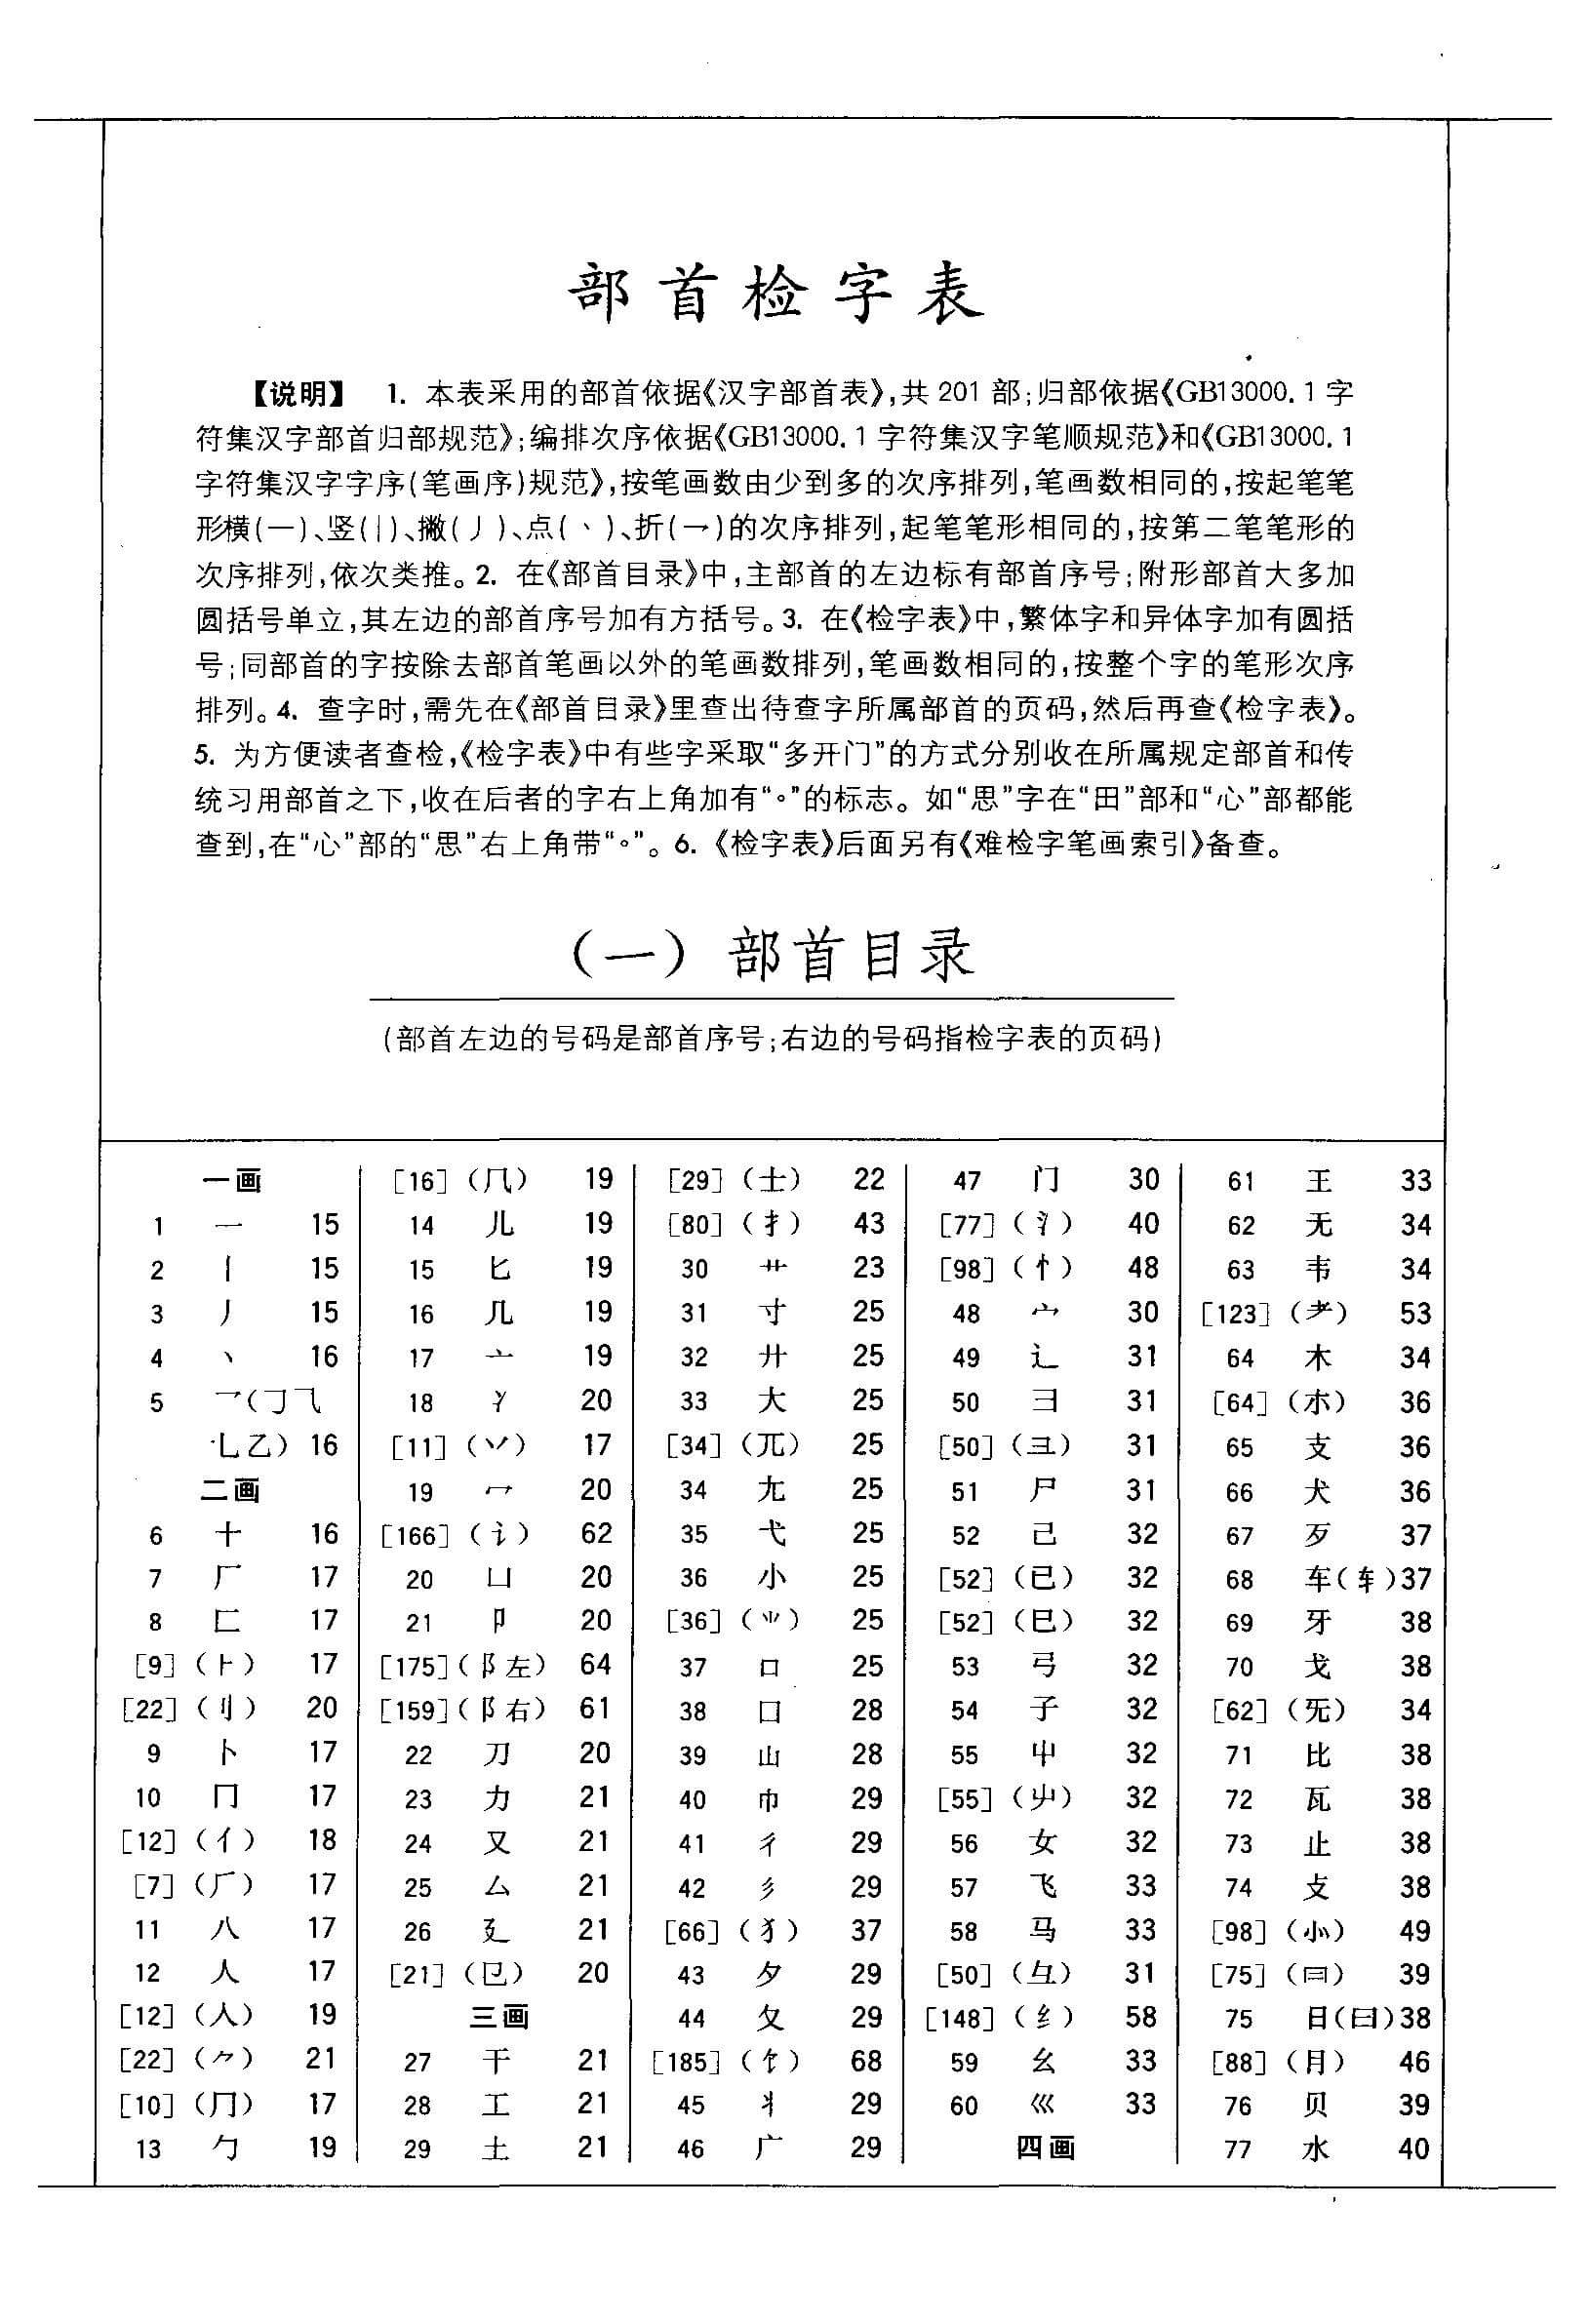 部首检字表
【说明】 1. 本表采用的部首依据《汉字部首表》,共 201 部;归部依据《GB13000.1 字
符集汉字部首归部规范》;编排次序依据《GB13000.1 字符集汉字笔顺规范》和《GB13000.1
字符集汉字字序(笔画序)规范》,按笔画数由少到多的次序排列,笔画数相同的,按起笔笔
形横(一)、竖(丨)、撇(丿)、点(丶)、折(乛)的次序排列,起笔笔形相同的,按第二笔笔形的
次序排列,依次类推。2. 在《部首目录》中,主部首的左边标有部首序号;附形部首大多加
圆括号单立,其左边的部首序号加有方括号。3. 在《检字表》中,繁体字和异体字加有圆括
号;同部首的字按除去部首笔画以外的笔画数排列,笔画数相同的,按整个字的笔形次序
排列。4. 查字时,需先在《部首目录》里查出待查字所属部首的页码,然后再查《检字表》。
5. 为方便读者查检,《检字表》中有些字采取“多开门”的方式分别收在所属规定部首和传
统习用部首之下,收在后者的字右上角加有“°”的标志。如“思”字在“田”部和“心”部都能
查到,在“心”部的“思”右上角带“°”。6.《检字表》后面另有《难检字笔画索引》备查。
(一) 部首目录
(部首左边的号码是部首序号;右边的号码指检字表的页码)
一画
1 一 15
2 丨 15
3 丿 15
4 丶 16
5 乛(亅⺄
乚乙) 16
二画
6 十 16
7 厂 17
8 匚 17
[9] (⺊) 17
[22] (刂) 20
9 卜 17
10 冂 17
[12] (亻) 18
[7] (⺁) 17
11 八 17
12 人 17
[12] (入) 19
[22] (⺈) 21
[10] (⺆) 17
13 勹 19
[16] (⺇) 19
14 儿 19
15 匕 19
16 几 19
17 亠 19
18 冫 20
[11] (丷) 17
19 冖 20
[166] (讠) 62
20 凵 20
21 卩 20
[175] (阝左) 64
[159] (阝右) 61
22 刀 20
23 力 21
24 又 21
25 厶 21
26 廴 21
[21] (㔾) 20
三画
27 干 21
28 工 21
29 土 21
[29] (士) 22
[80] (扌) 43
30 艹 23
31 寸 25
32 廾 25
33 大 25
[34] (兀) 25
34 尢 25
35 弋 25
36 小 25
[36] (⺌) 25
37 口 25
38 囗 28
39 山 28
40 巾 29
41 彳 29
42 彡 29
[66] (犭) 37
43 夕 29
44 夂 29
[185] (饣) 68
45 丬 29
46 广 29
47 门 30
[77] (氵) 40
[98] (忄) 48
48 宀 30
49 辶 31
50 彐 31
[50] (彑) 31
51 尸 31
52 己 32
[52] (已) 32
[52] (巳) 32
53 弓 32
54 子 32
55 屮 32
[55] (屮) 32
56 女 32
57 飞 33
58 马 33
[50] (彑) 31
[148] (纟) 58
59 幺 33
60 巛 33
四画
61 王 33
62 无 34
63 韦 34
[123] (耂) 53
64 木 34
[64] (朩) 36
65 支 36
66 犬 36
67 歹 37
68 车(车) 37
69 牙 38
70 戈 38
[62] (旡) 34
71 比 38
72 瓦 38
73 止 38
74 攴 38
[98] (⺗) 49
[75] (⺜) 39
75 日(曰) 38
[88] (⺝) 46
76 贝 39
77 水 40